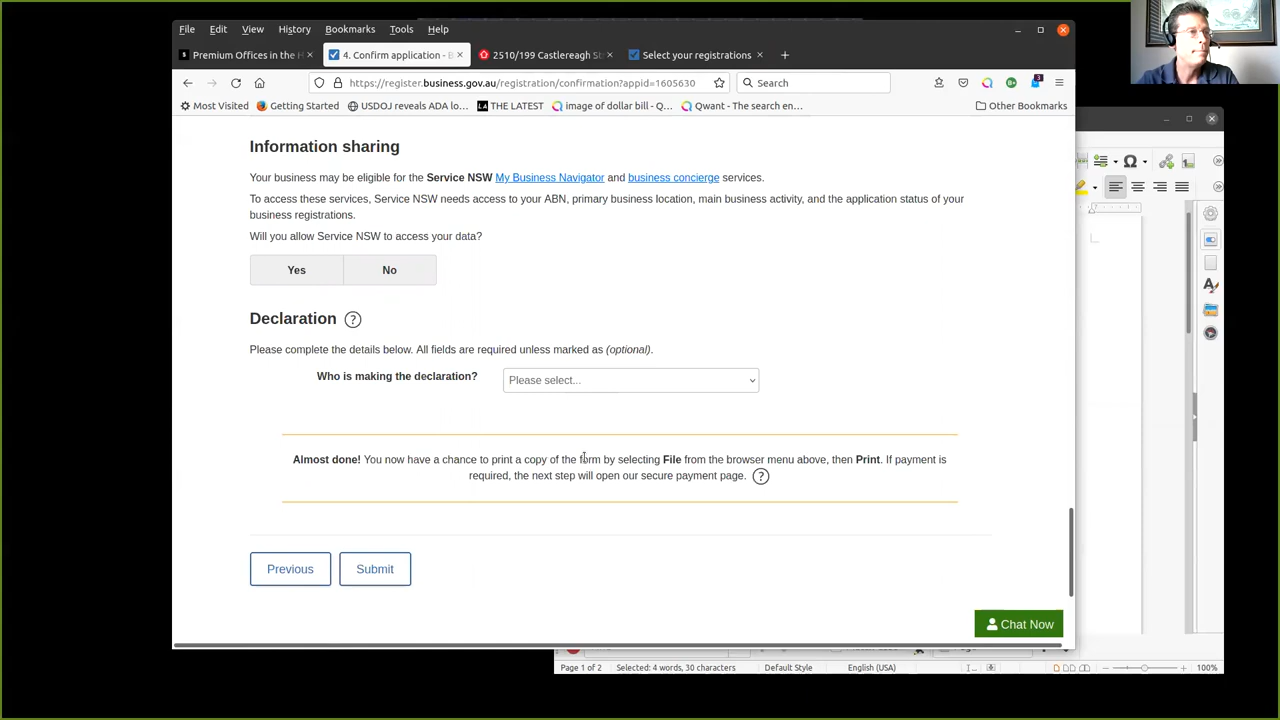 File Edit View History Bookmarks Tools Help
Premium Offices in the H
4. Confirm application - B
2510/199 Castlereagh St
Select your registrations
https://register.business.gov.au/registration/confirmation?appid=1605630
Search
3
Most Visited
Getting Started
USDOJ reveals ADA lo...
THE LATEST
image of dollar bill - Q...
Qwant - The search en...
Other Bookmarks
Information sharing
Your business may be eligible for the Service NSW My Business Navigator and business concierge services.
To access these services, Service NSW needs access to your ABN, primary business location, main business activity, and the application status of your
business registrations.
Will you allow Service NSW to access your data?
Yes No
Declaration ?
Please complete the details below. All fields are required unless marked as (optional).
Who is making the declaration? Please select...
Almost done! You now have a chance to print a copy of the form by selecting File from the browser menu above, then Print. If payment is
required, the next step will open our secure payment page. ?
Previous Submit
Chat Now
Page 1 of 2 Selected: 4 words, 30 characters Default Style English (USA) 100%